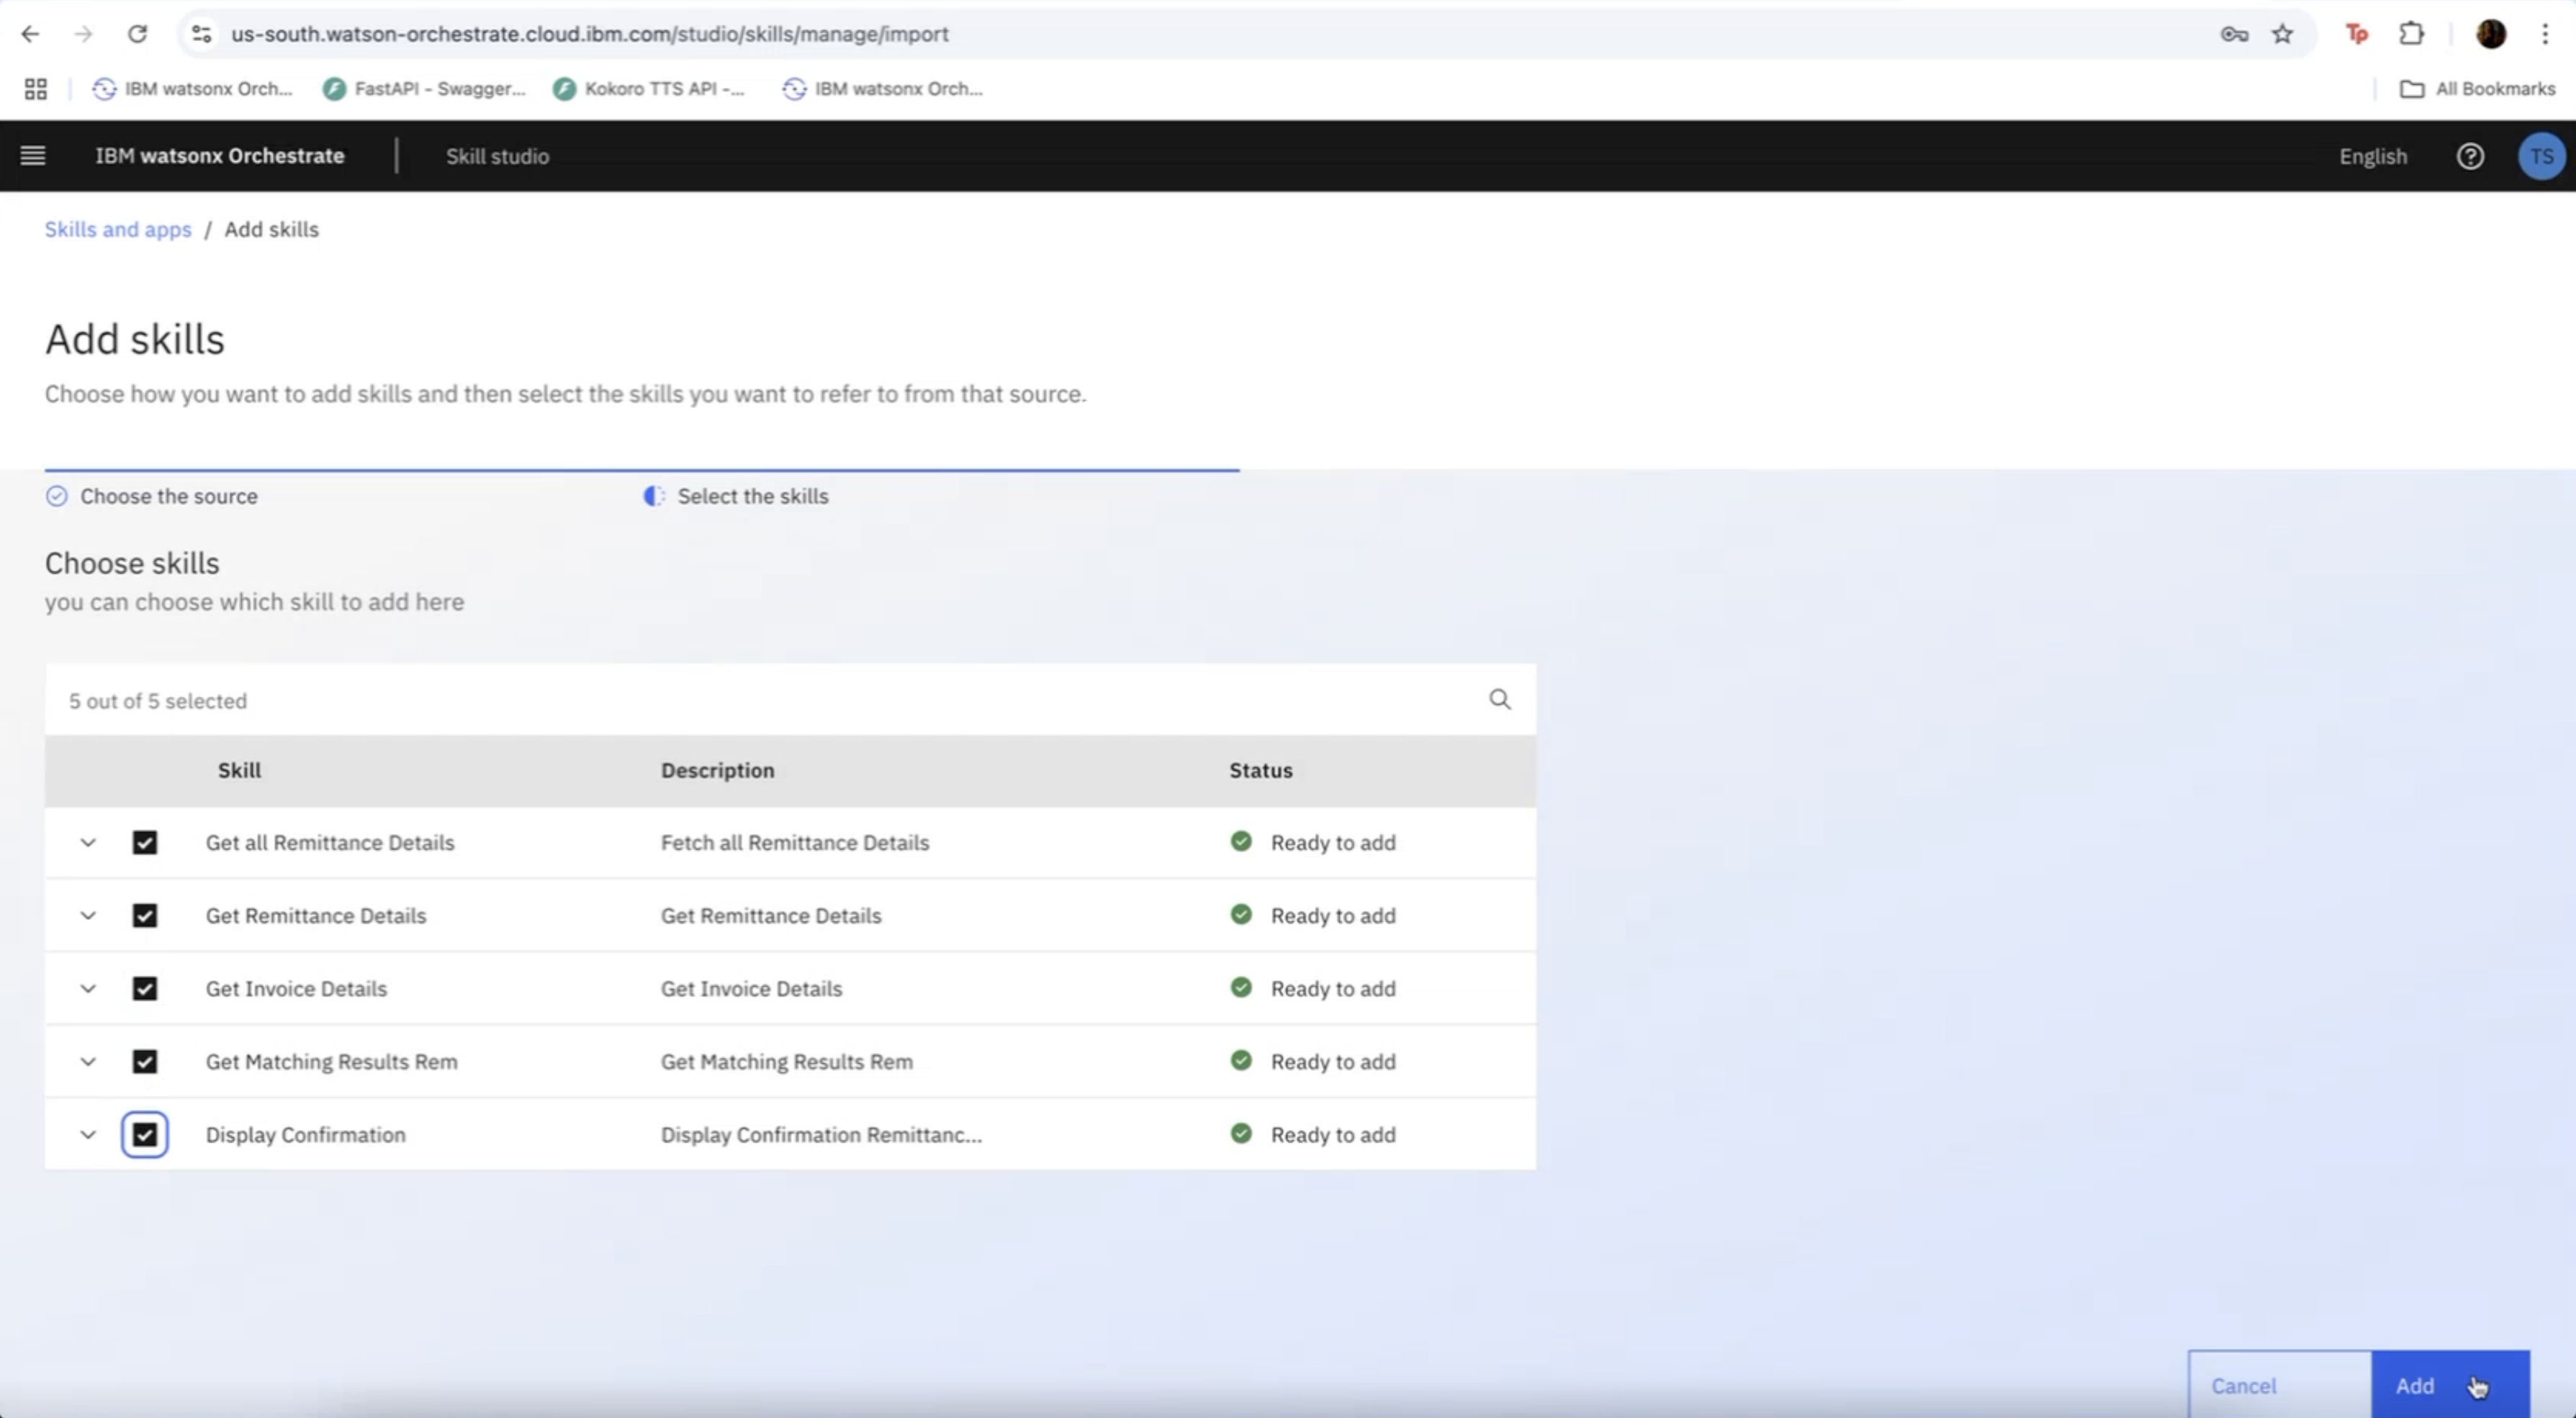 us-south.watson-orchestrate.cloud.ibm.com/studio/skills/manage/import
Tp
IBM watsonx Orch... FastAPI - Swagger... Kokoro TTS API -... IBM watsonx Orch... All Bookmarks
IBM watsonx Orchestrate Skill studio English TS
Skills and apps / Add skills
Add skills
Choose how you want to add skills and then select the skills you want to refer to from that source.
Choose the source Select the skills
Choose skills
you can choose which skill to add here
5 out of 5 selected
Skill Description Status
Get all Remittance Details Fetch all Remittance Details Ready to add
Get Remittance Details Get Remittance Details Ready to add
Get Invoice Details Get Invoice Details Ready to add
Get Matching Results Rem Get Matching Results Rem Ready to add
Display Confirmation Display Confirmation Remittanc... Ready to add
Cancel Add